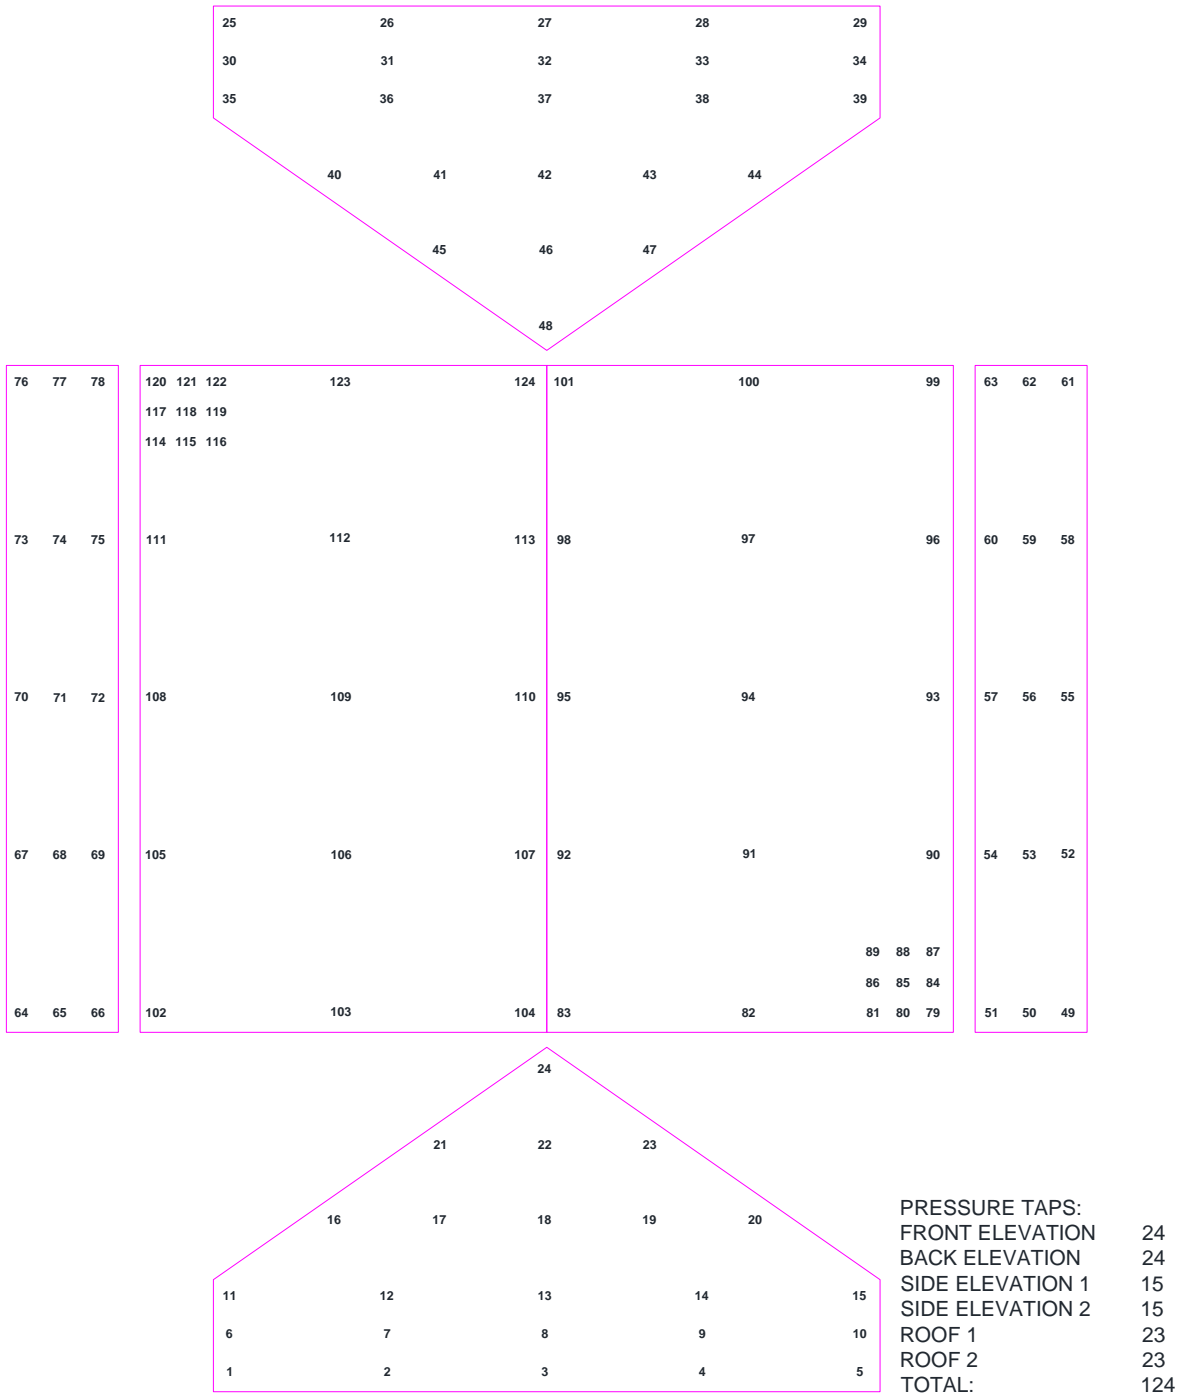 25 26 27 28 29
30 31 32 33 34
35 36 37 38 39
40 41 42 43 44
45 46 47
48
76 77 78 120 121 122 123 124 101 100 99 63 62 61
117 118 119
114 115 116
73 74 75 111 112 113 98 97 96 60 59 58
70 71 72 108 109 110 95 94 93 57 56 55
67 68 69 105 106 107 92 91 90 54 53 52
89 88 87
86 85 84
64 65 66 102 103 104 83 82 81 80 79 51 50 49
24
21 22 23
16 17 18 19 20
11 12 13 14 15
6 7 8 9 10
1 2 3 4 5
PRESSURE TAPS:
FRONT ELEVATION 24
BACK ELEVATION 24
SIDE ELEVATION 1 15
SIDE ELEVATION 2 15
ROOF 1 23
ROOF 2 23
TOTAL: 124